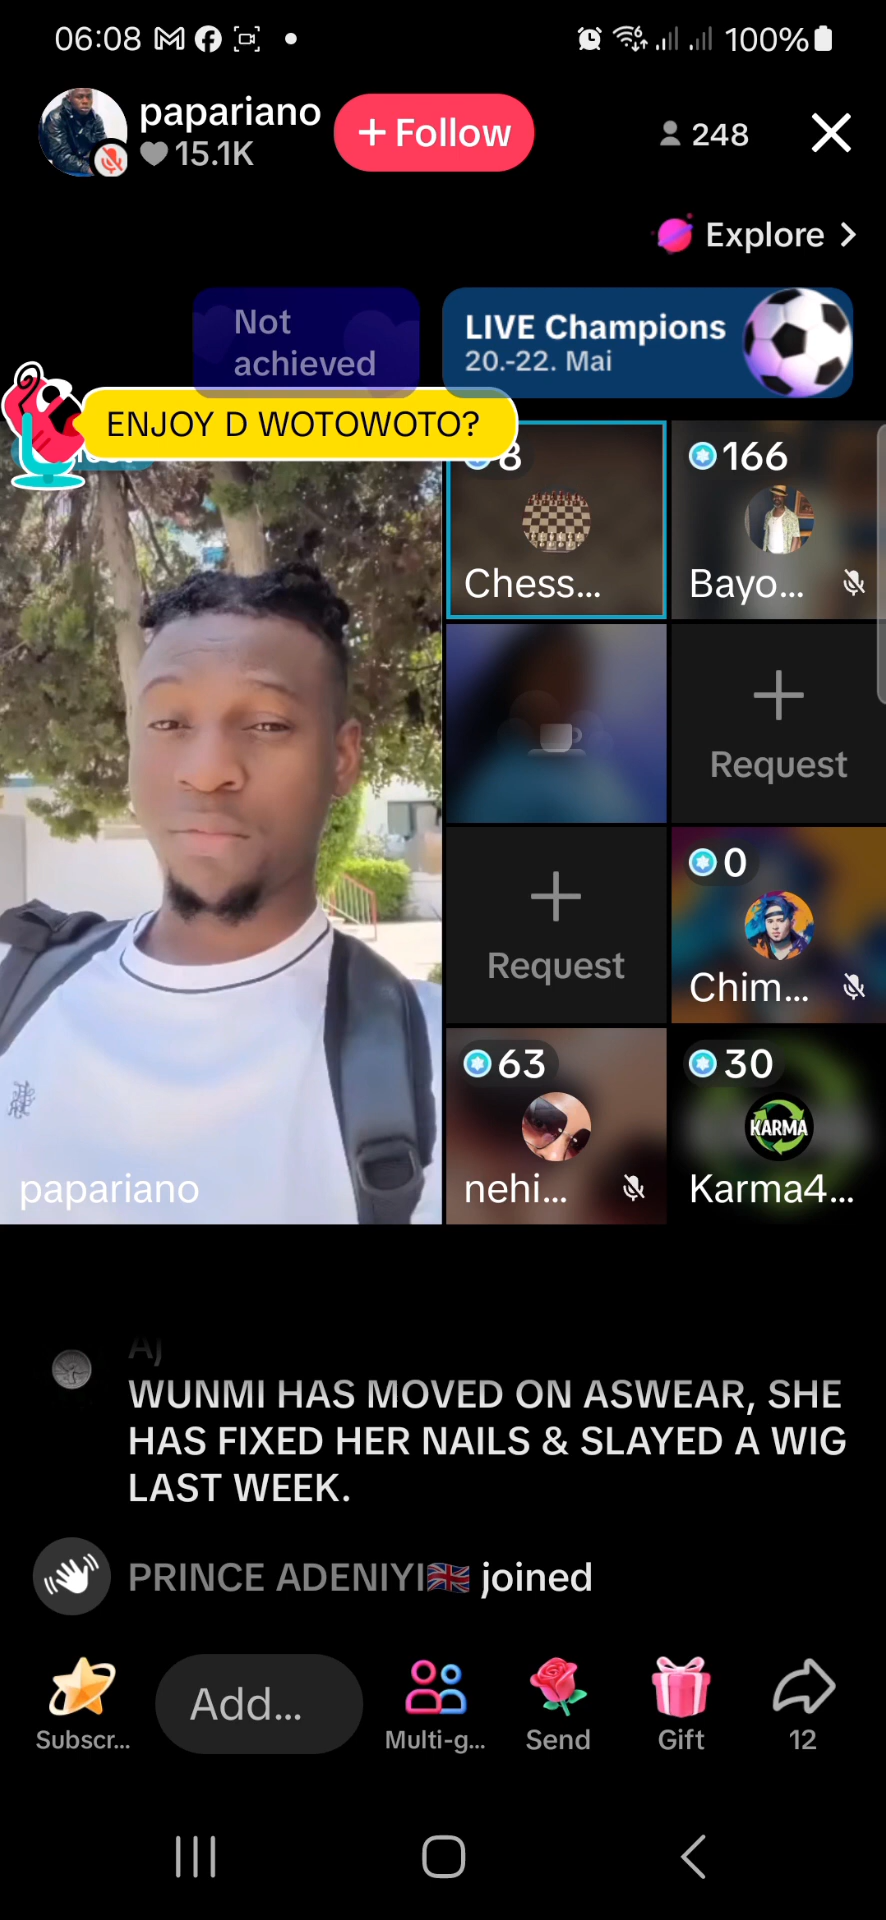 06:08
100%
papariano
15.1K
+ Follow
248
Explore
Not
achieved
LIVE Champions
20.-22. Mai
ENJOY D WOTOWOTO?
8
166
Chess...
Bayo...
Request
0
Request
Chim...
63
30
KARMA
papariano
nehi...
Karma4...
WUNMI HAS MOVED ON ASWEAR, SHE
HAS FIXED HER NAILS & SLAYED A WIG
LAST WEEK.
PRINCE ADENIYI🇬🇧 joined
Add...
Subscr...
Multi-g...
Send
Gift
12